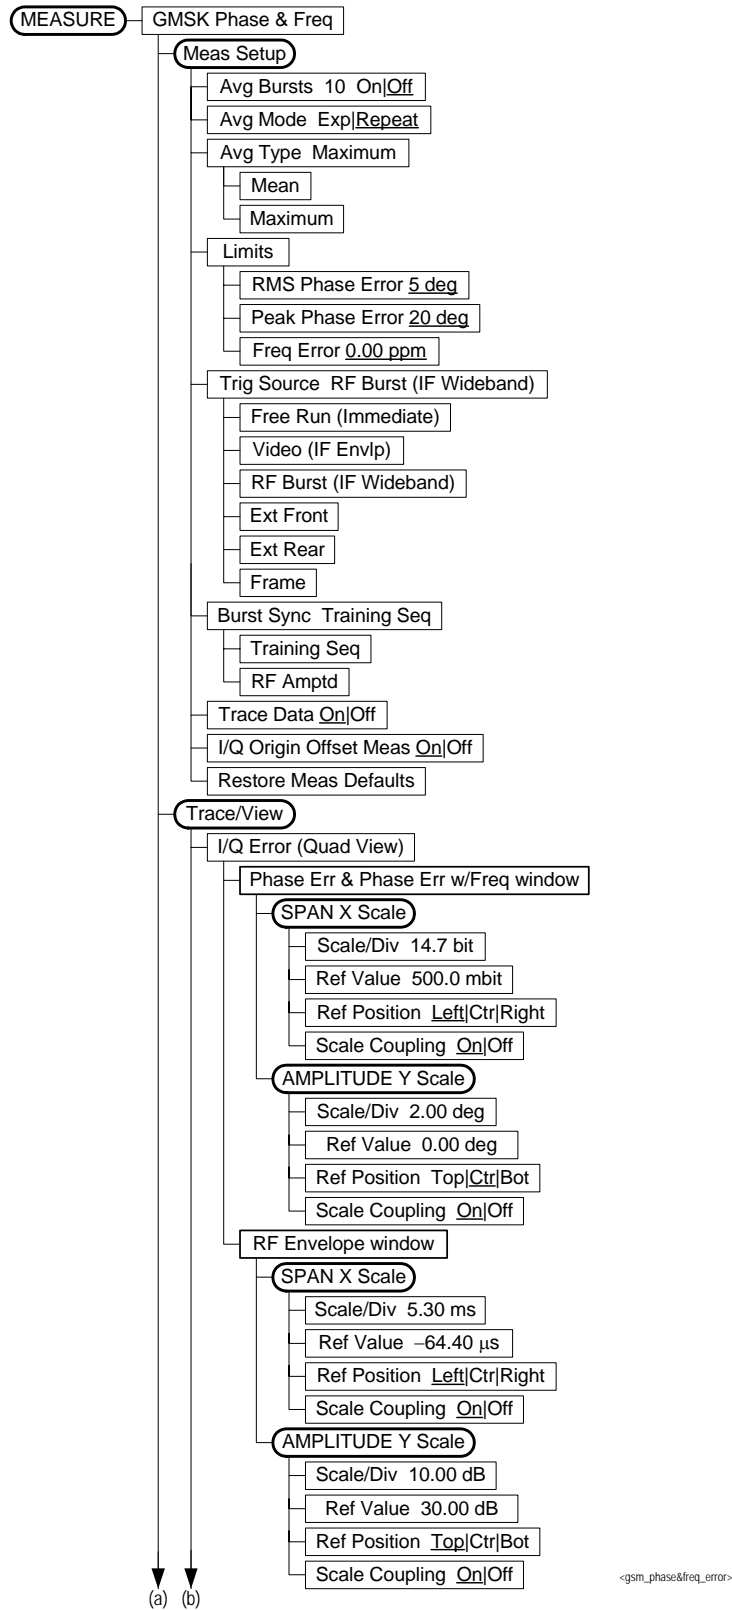 MEASURE GMSK Phase & Freq
Meas Setup
Avg Bursts 10 On|Off
Avg Mode Exp|Repeat
Avg Type Maximum
Mean
Maximum
Limits
RMS Phase Error 5 deg
Peak Phase Error 20 deg
Freq Error 0.00 ppm
Trig Source RF Burst (IF Wideband)
Free Run (Immediate)
Video (IF Envlp)
RF Burst (IF Wideband)
Ext Front
Ext Rear
Frame
Burst Sync Training Seq
Training Seq
RF Amptd
Trace Data On|Off
I/Q Origin Offset Meas On|Off
Restore Meas Defaults
Trace/View
I/Q Error (Quad View)
Phase Err & Phase Err w/Freq window
SPAN X Scale
Scale/Div 14.7 bit
Ref Value 500.0 mbit
Ref Position Left|Ctr|Right
Scale Coupling On|Off
AMPLITUDE Y Scale
Scale/Div 2.00 deg
Ref Value 0.00 deg
Ref Position Top|Ctr|Bot
Scale Coupling On|Off
RF Envelope window
SPAN X Scale
Scale/Div 5.30 ms
Ref Value −64.40 μs
Ref Position Left|Ctr|Right
Scale Coupling On|Off
AMPLITUDE Y Scale
Scale/Div 10.00 dB
Ref Value 30.00 dB
Ref Position Top|Ctr|Bot
Scale Coupling On|Off
<gsm_phase&freq_error>
(a) (b)